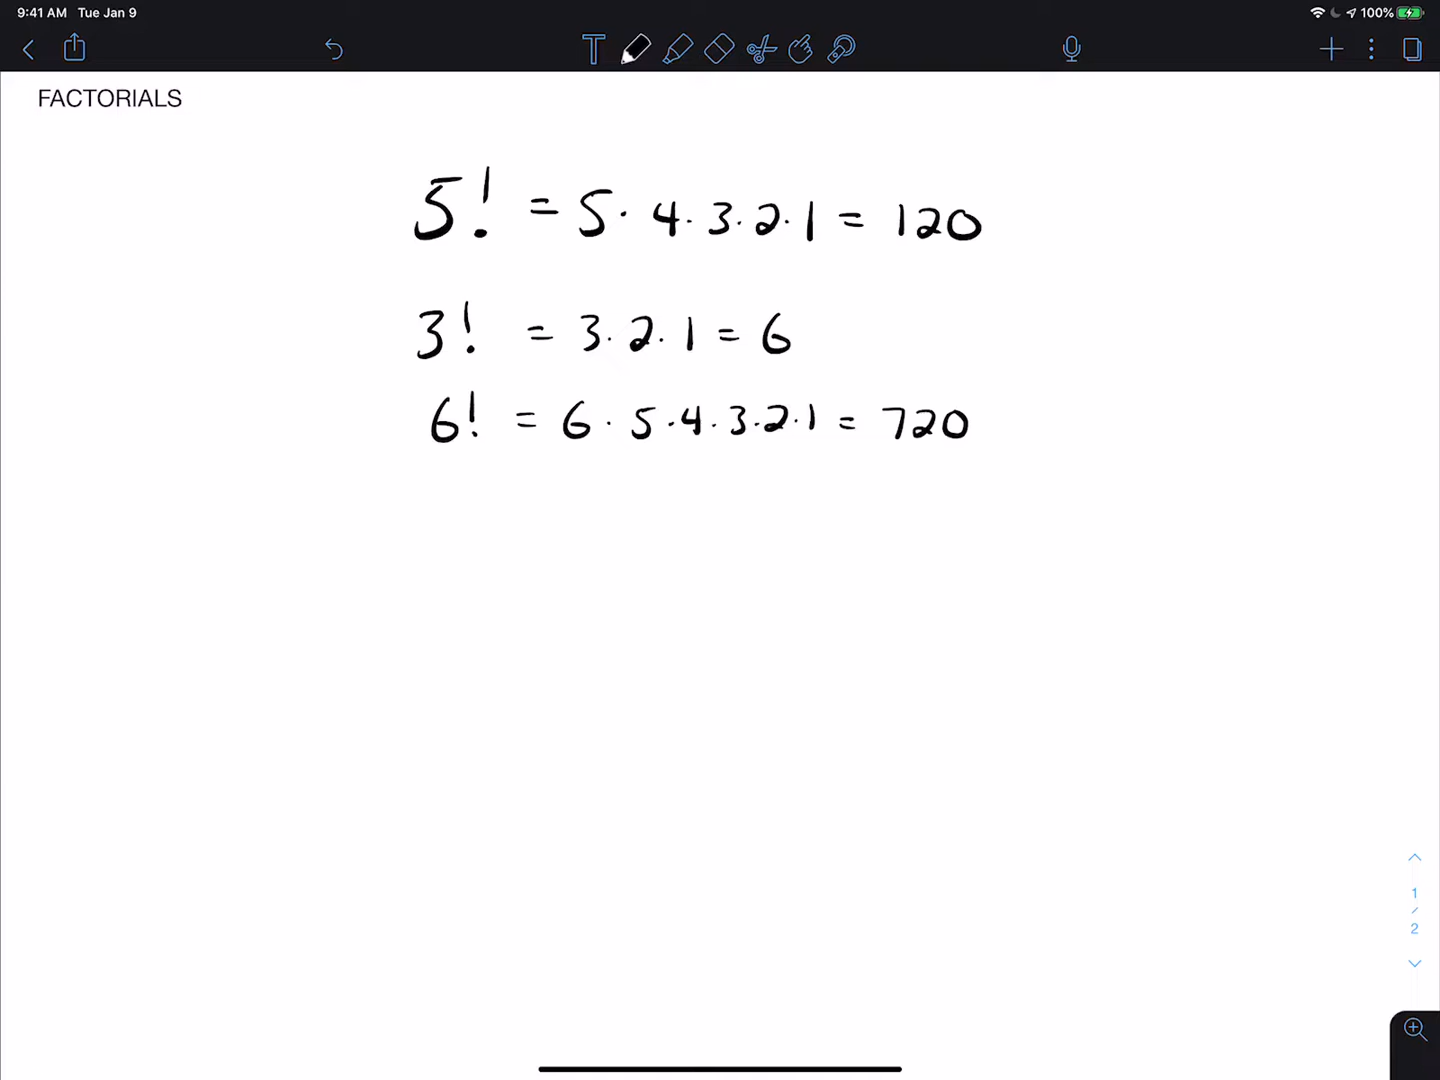 9:41 AM Tue Jan 9 100%
T
FACTORIALS
5! = 5 · 4 · 3 · 2 · 1 = 120
3! = 3 · 2 · 1 = 6
6! = 6 · 5 · 4 · 3 · 2 · 1 = 720
1
/
2